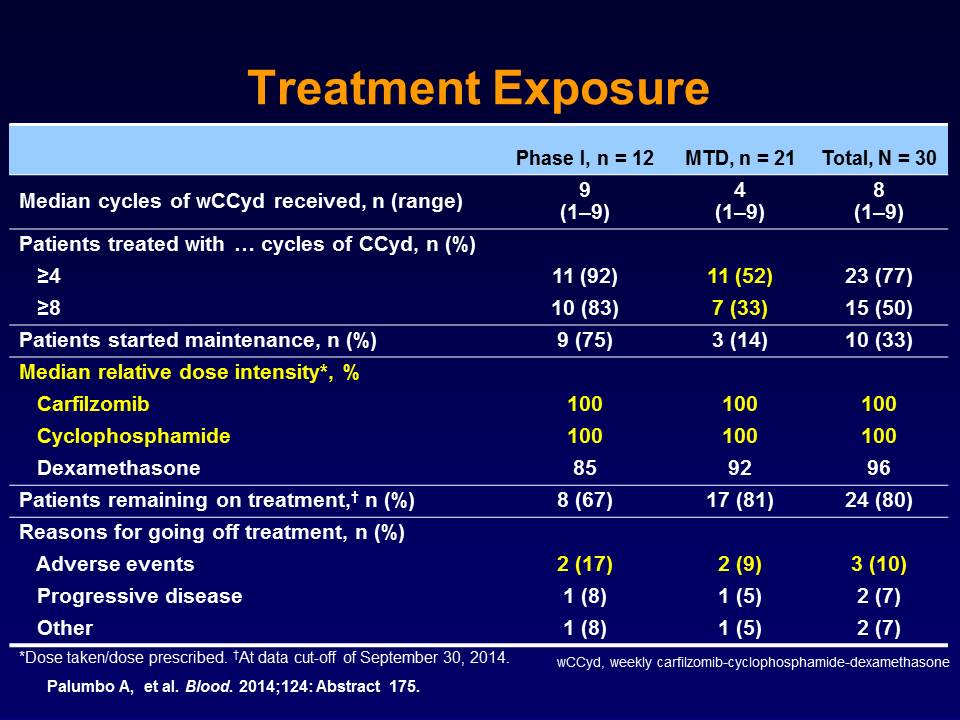 Treatment Exposure
Phase I, n = 12 MTD, n = 21 Total, N = 30
Median cycles of wCCyd received, n (range) 9 (1–9) 4 (1–9) 8 (1–9)
Patients treated with … cycles of CCyd, n (%)
≥4 11 (92) 11 (52) 23 (77)
≥8 10 (83) 7 (33) 15 (50)
Patients started maintenance, n (%) 9 (75) 3 (14) 10 (33)
Median relative dose intensity*, %
Carfilzomib 100 100 100
Cyclophosphamide 100 100 100
Dexamethasone 85 92 96
Patients remaining on treatment,† n (%) 8 (67) 17 (81) 24 (80)
Reasons for going off treatment, n (%)
Adverse events 2 (17) 2 (9) 3 (10)
Progressive disease 1 (8) 1 (5) 2 (7)
Other 1 (8) 1 (5) 2 (7)
*Dose taken/dose prescribed. †At data cut-off of September 30, 2014.
wCCyd, weekly carfilzomib-cyclophosphamide-dexamethasone
Palumbo A, et al. Blood. 2014;124: Abstract 175.